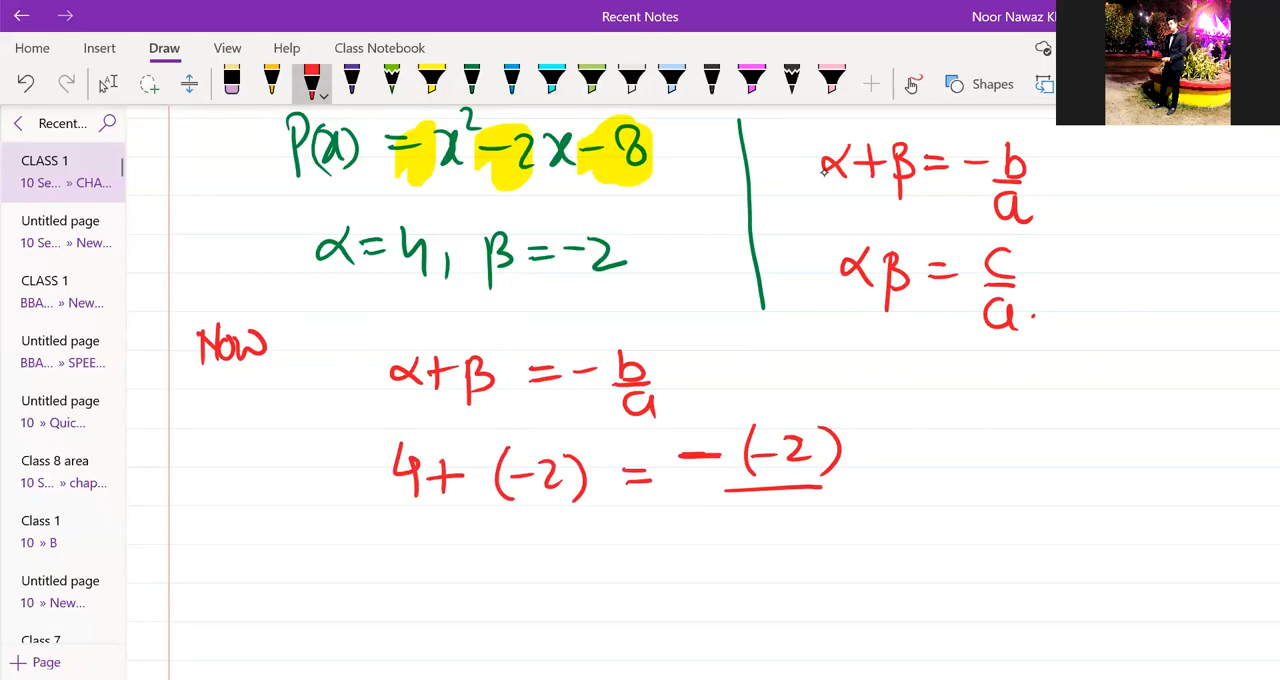 Recent Notes
Noor Nawaz Kh
Home Insert Draw View Help Class Notebook
Shapes
Recent...
CLASS 1
10 Se... » CHA...
Untitled page
10 Se... » New...
CLASS 1
BBA... » New...
Untitled page
BBA... » SPEE...
Untitled page
10 » Quic...
Class 8 area
10 S... » chap...
Class 1
10 » B
Untitled page
10 » New...
Class 7
Page
P(x) = x² - 2x - 8
α = 4, β = -2
α + β = - b/a
αβ = c/a.
Now
α + β = - b/a
4 + (-2) = - (-2)